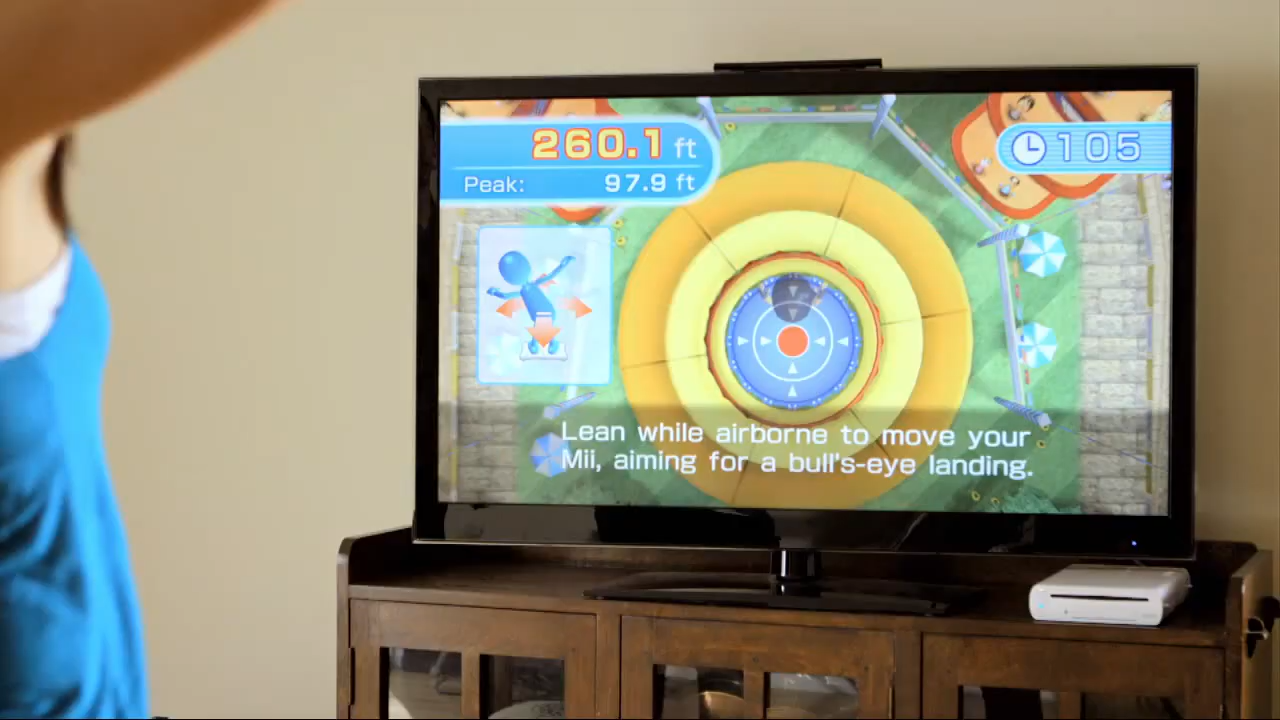 260.1 ft
Peak: 97.9 ft
105
Lean while airborne to move your
Mii, aiming for a bull's-eye landing.